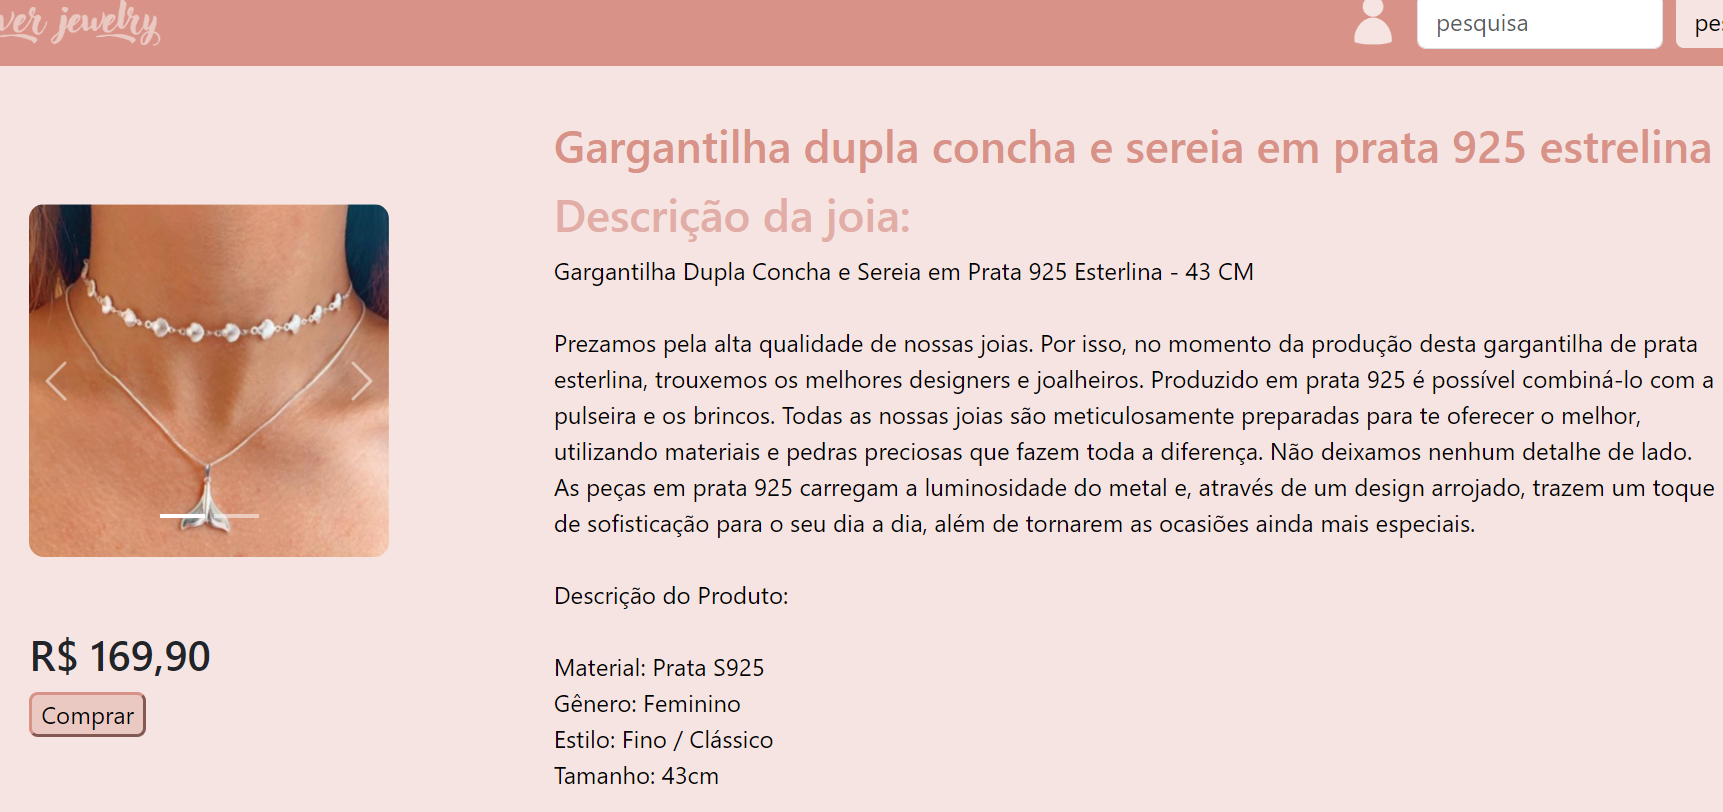 jewelry
pesquisa
Gargantilha dupla concha e sereia em prata 925 estrelina
Descrição da joia:
Gargantilha Dupla Concha e Sereia em Prata 925 Esterlina - 43 CM
Prezamos pela alta qualidade de nossas joias. Por isso, no momento da produção desta gargantilha de prata
esterlina, trouxemos os melhores designers e joalheiros. Produzido em prata 925 é possível combiná-lo com a
pulseira e os brincos. Todas as nossas joias são meticulosamente preparadas para te oferecer o melhor,
utilizando materiais e pedras preciosas que fazem toda a diferença. Não deixamos nenhum detalhe de lado.
As peças em prata 925 carregam a luminosidade do metal e, através de um design arrojado, trazem um toque
de sofisticação para o seu dia a dia, além de tornarem as ocasiões ainda mais especiais.
Descrição do Produto:
Material: Prata S925
Gênero: Feminino
Estilo: Fino / Clássico
Tamanho: 43cm
R$ 169,90
Comprar